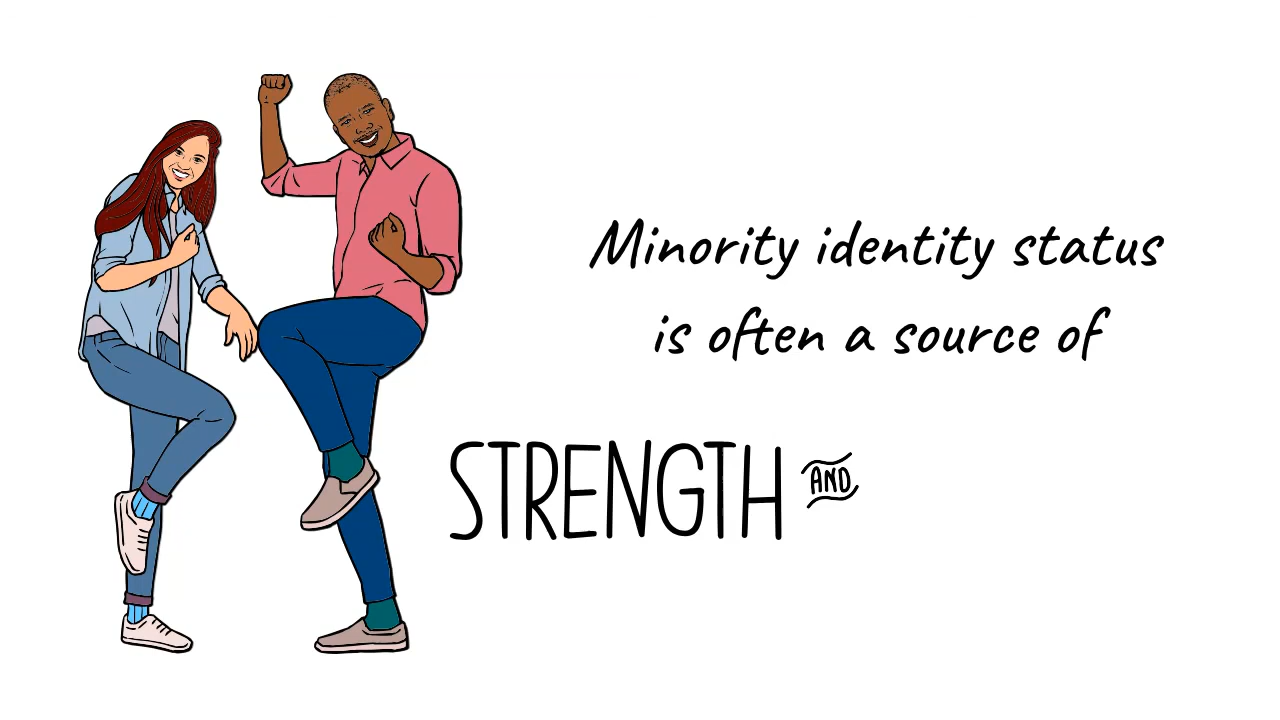 Minority identity status
is often a source of
STRENGTH AND